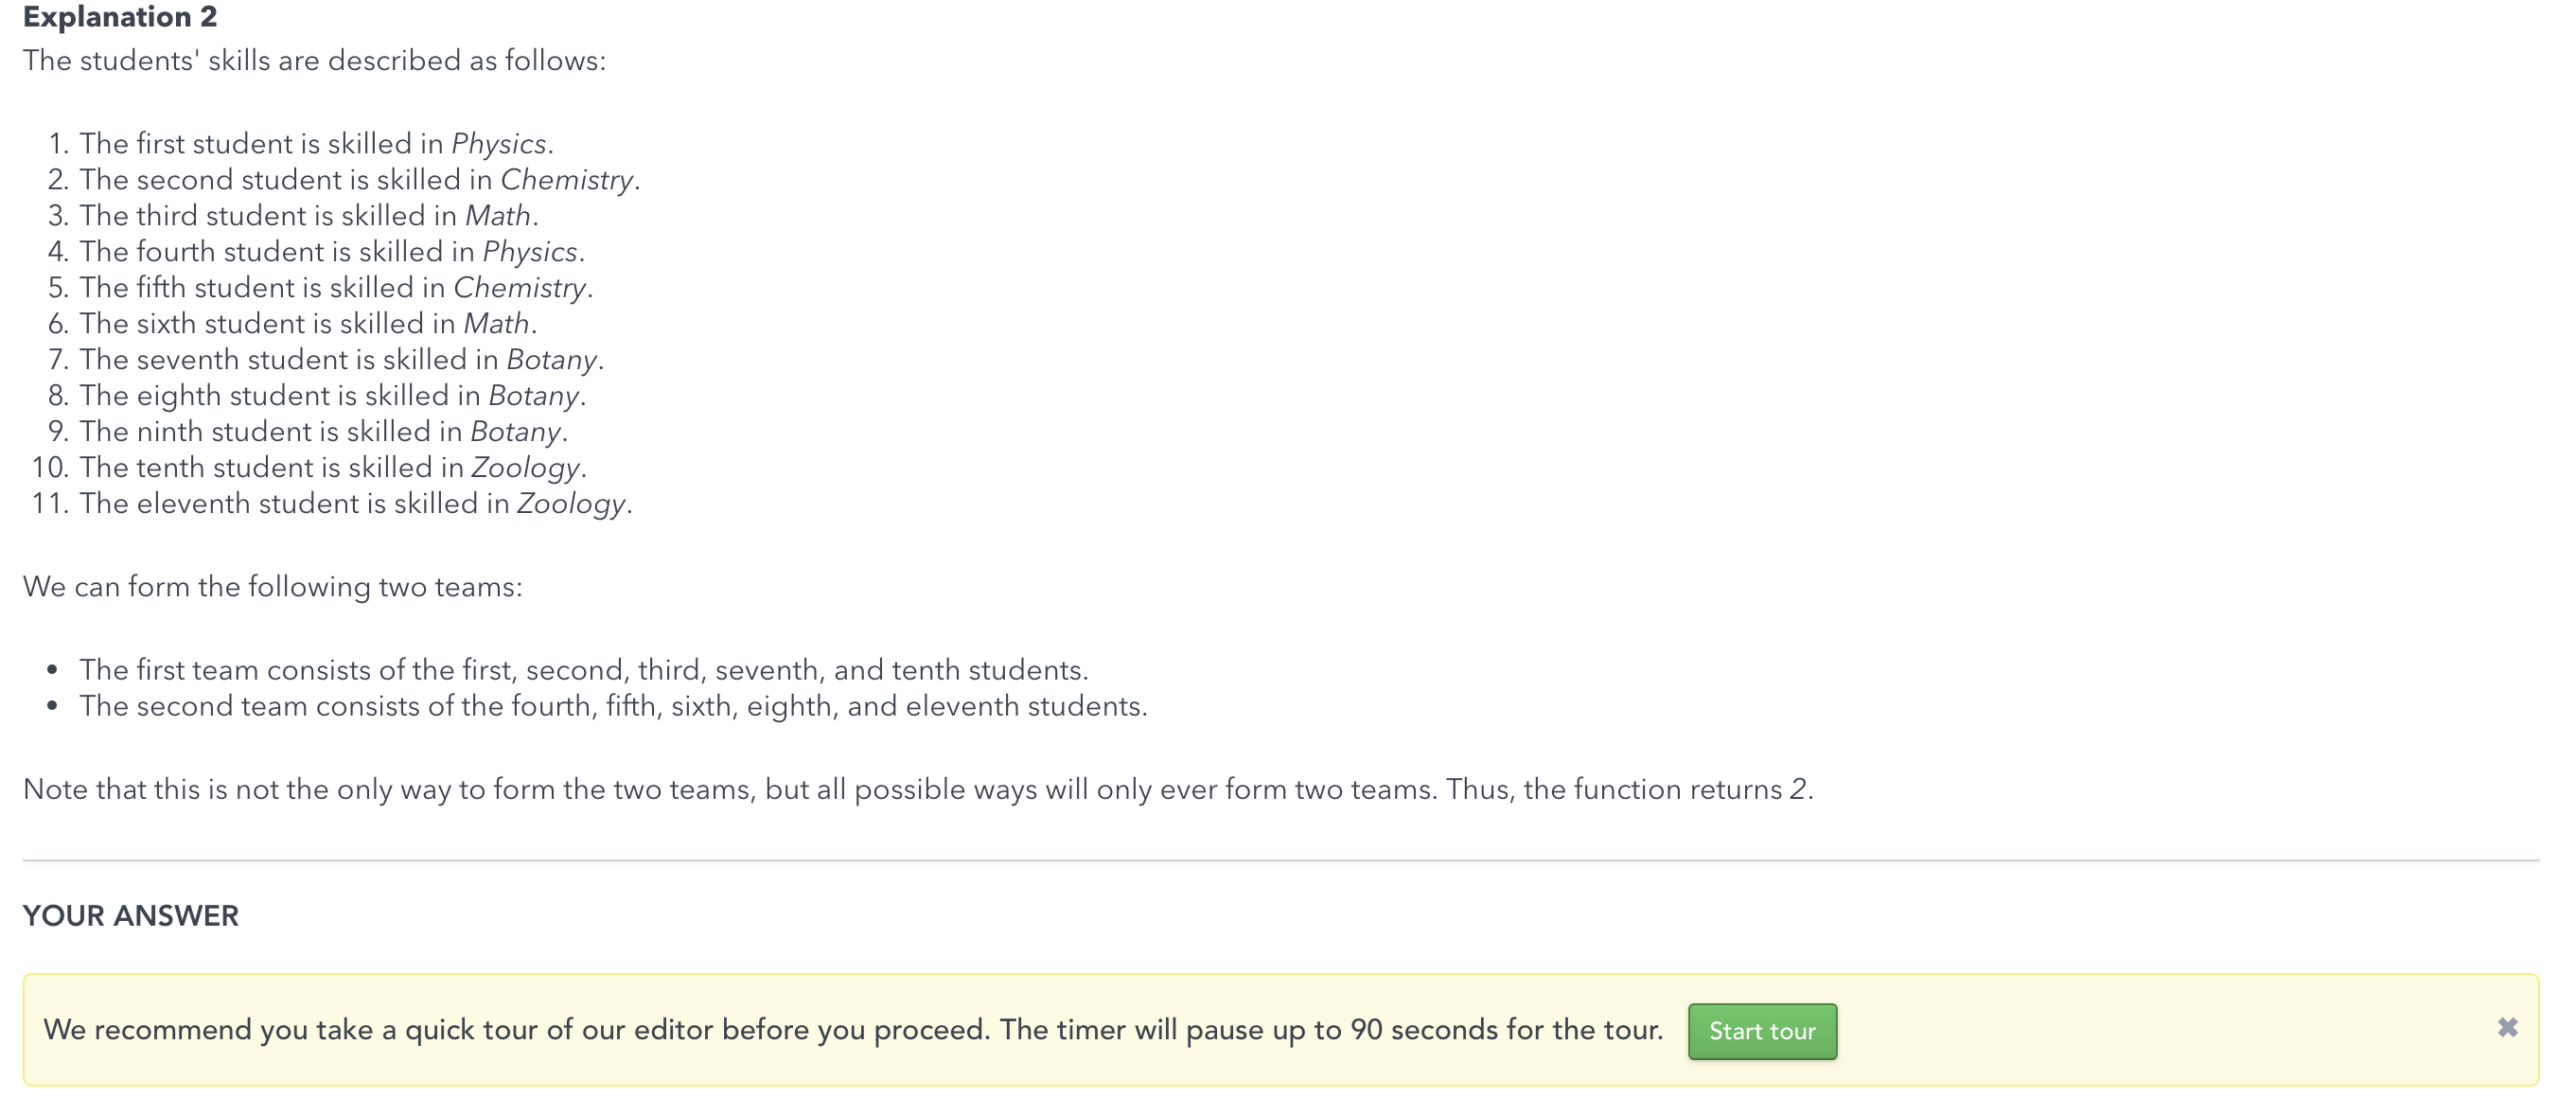 Explanation 2
The students' skills are described as follows:
1. The first student is skilled in Physics.
2. The second student is skilled in Chemistry.
3. The third student is skilled in Math.
4. The fourth student is skilled in Physics.
5. The fifth student is skilled in Chemistry.
6. The sixth student is skilled in Math.
7. The seventh student is skilled in Botany.
8. The eighth student is skilled in Botany.
9. The ninth student is skilled in Botany.
10. The tenth student is skilled in Zoology.
11. The eleventh student is skilled in Zoology.
We can form the following two teams:
• The first team consists of the first, second, third, seventh, and tenth students.
• The second team consists of the fourth, fifth, sixth, eighth, and eleventh students.
Note that this is not the only way to form the two teams, but all possible ways will only ever form two teams. Thus, the function returns 2.
YOUR ANSWER
We recommend you take a quick tour of our editor before you proceed. The timer will pause up to 90 seconds for the tour. Start tour